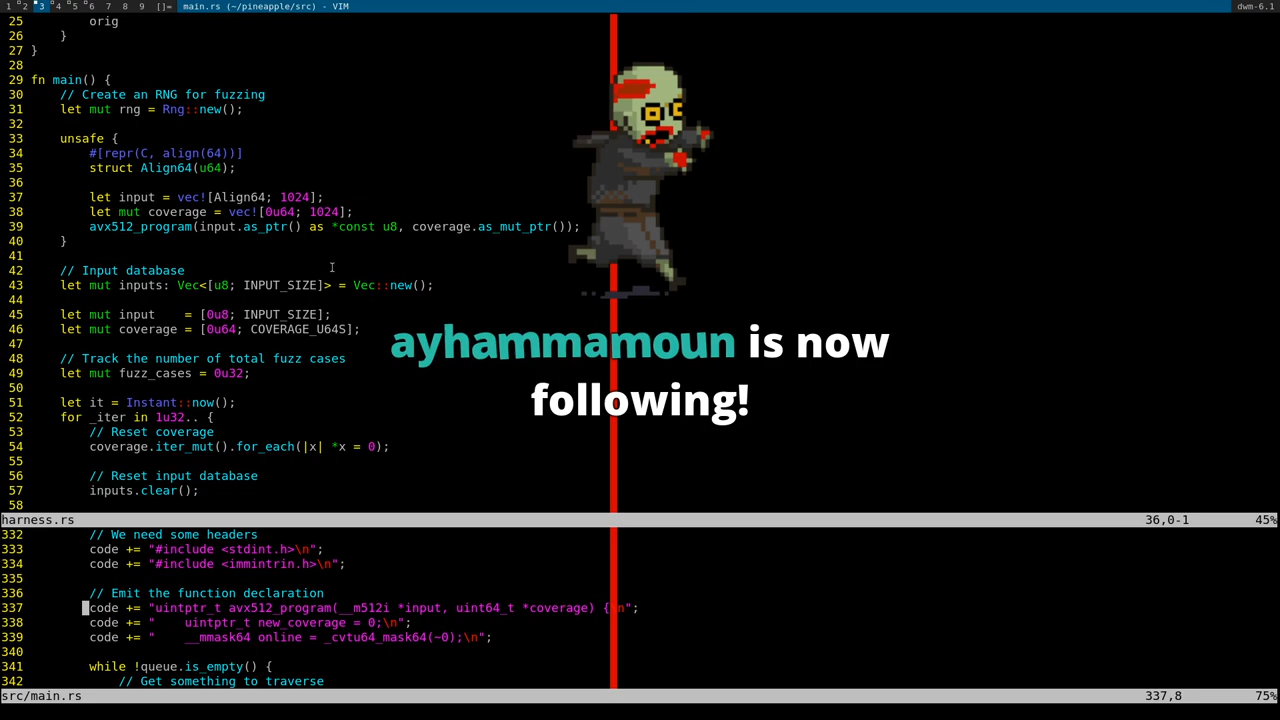 1 2 3 4 5 6 7 8 9 []= main.rs (~/pineapple/src) - VIM dwm-6.1
25         orig
26     }
27 }
28
29 fn main() {
30     // Create an RNG for fuzzing
31     let mut rng = Rng::new();
32
33     unsafe {
34         #[repr(C, align(64))]
35         struct Align64(u64);
36
37         let input = vec![Align64; 1024];
38         let mut coverage = vec![0u64; 1024];
39         avx512_program(input.as_ptr() as *const u8, coverage.as_mut_ptr());
40     }
41
42     // Input database
43     let mut inputs: Vec<[u8; INPUT_SIZE]> = Vec::new();
44
45     let mut input    = [0u8; INPUT_SIZE];
46     let mut coverage = [0u64; COVERAGE_U64S];
47
48     // Track the number of total fuzz cases
49     let mut fuzz_cases = 0u32;
50
51     let it = Instant::now();
52     for _iter in 1u32.. {
53         // Reset coverage
54         coverage.iter_mut().for_each(|x| *x = 0);
55
56         // Reset input database
57         inputs.clear();
58
ayhammamoun is now
following!
harness.rs 36,0-1 45%
332         // We need some headers
333         code += "#include <stdint.h>\n";
334         code += "#include <immintrin.h>\n";
335
336         // Emit the function declaration
337         code += "uintptr_t avx512_program(__m512i *input, uint64_t *coverage) {\n";
338         code += "    uintptr_t new_coverage = 0;\n";
339         code += "    __mmask64 online = _cvtu64_mask64(~0);\n";
340
341         while !queue.is_empty() {
342             // Get something to traverse
src/main.rs 337,8 75%